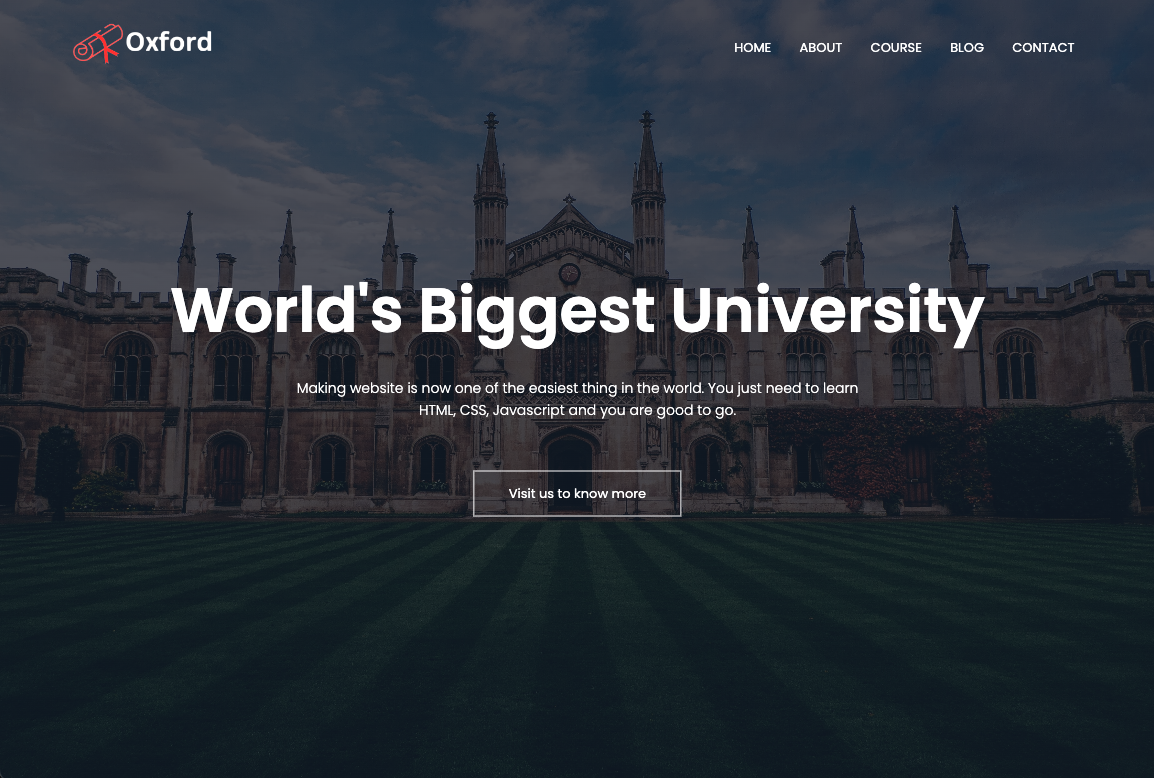 Oxford
HOME ABOUT COURSE BLOG CONTACT
World's Biggest University
Making website is now one of the easiest thing in the world. You just need to learn
HTML, CSS, Javascript and you are good to go.
Visit us to know more